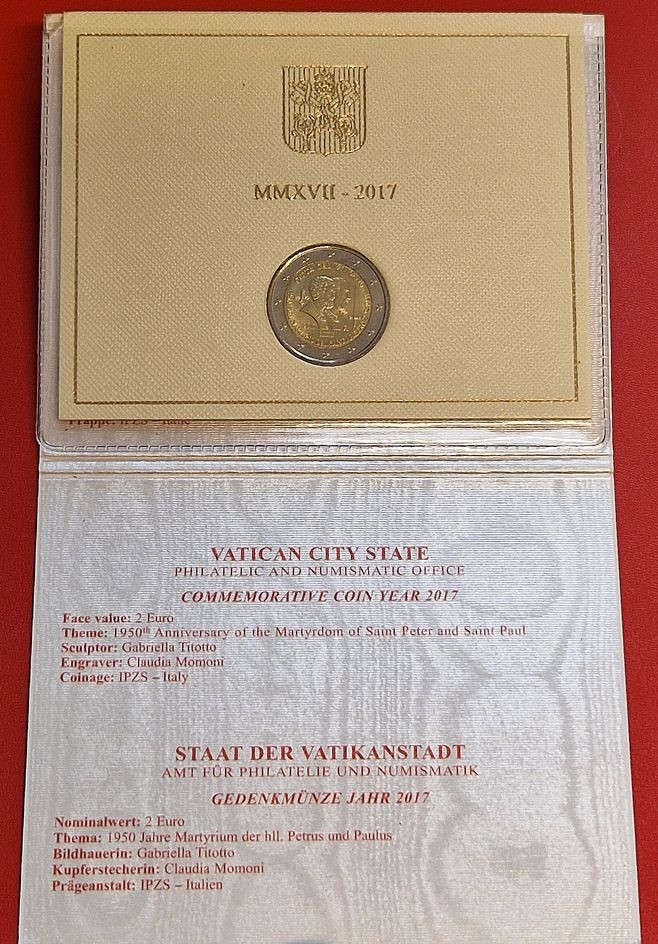 MMXVII - 2017
Frappe: IPZS - Italie
VATICAN CITY STATE
PHILATELIC AND NUMISMATIC OFFICE
COMMEMORATIVE COIN YEAR 2017
Face value: 2 Euro
Theme: 1950th Anniversary of the Martyrdom of Saint Peter and Saint Paul
Sculptor: Gabriella Titotto
Engraver: Claudia Momoni
Coinage: IPZS – Italy
STAAT DER VATIKANSTADT
AMT FÜR PHILATELIE UND NUMISMATIK
GEDENKMÜNZE JAHR 2017
Nominalwert: 2 Euro
Thema: 1950 Jahre Martyrium der hll. Petrus und Paulus
Bildhauerin: Gabriella Titotto
Kupferstecherin: Claudia Momoni
Prägeanstalt: IPZS – Italien